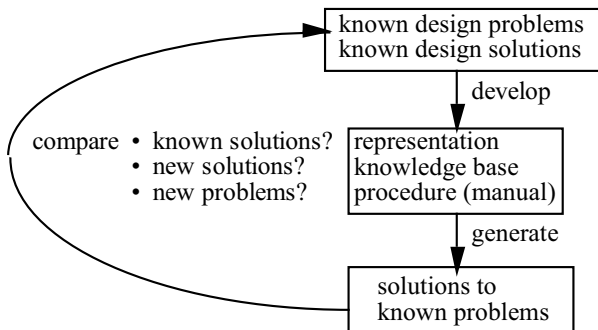 known design problems
known design solutions
develop
compare • known solutions?
• new solutions?
• new problems?
representation
knowledge base
procedure (manual)
generate
solutions to
known problems